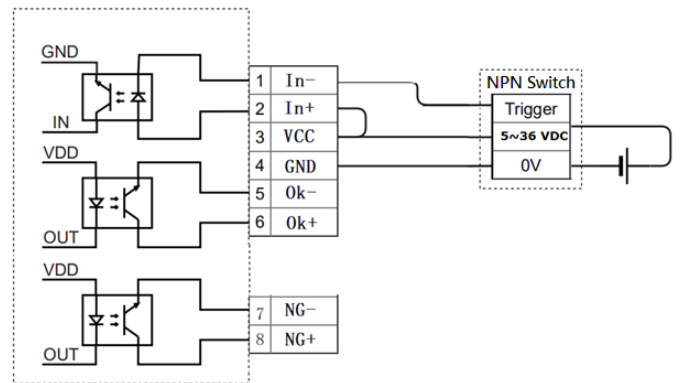 GND
IN
VDD
OUT
VDD
OUT
1 In-
2 In+
3 VCC
4 GND
5 Ok-
6 Ok+
7 NG-
8 NG+
NPN Switch
Trigger
5~36 VDC
0V